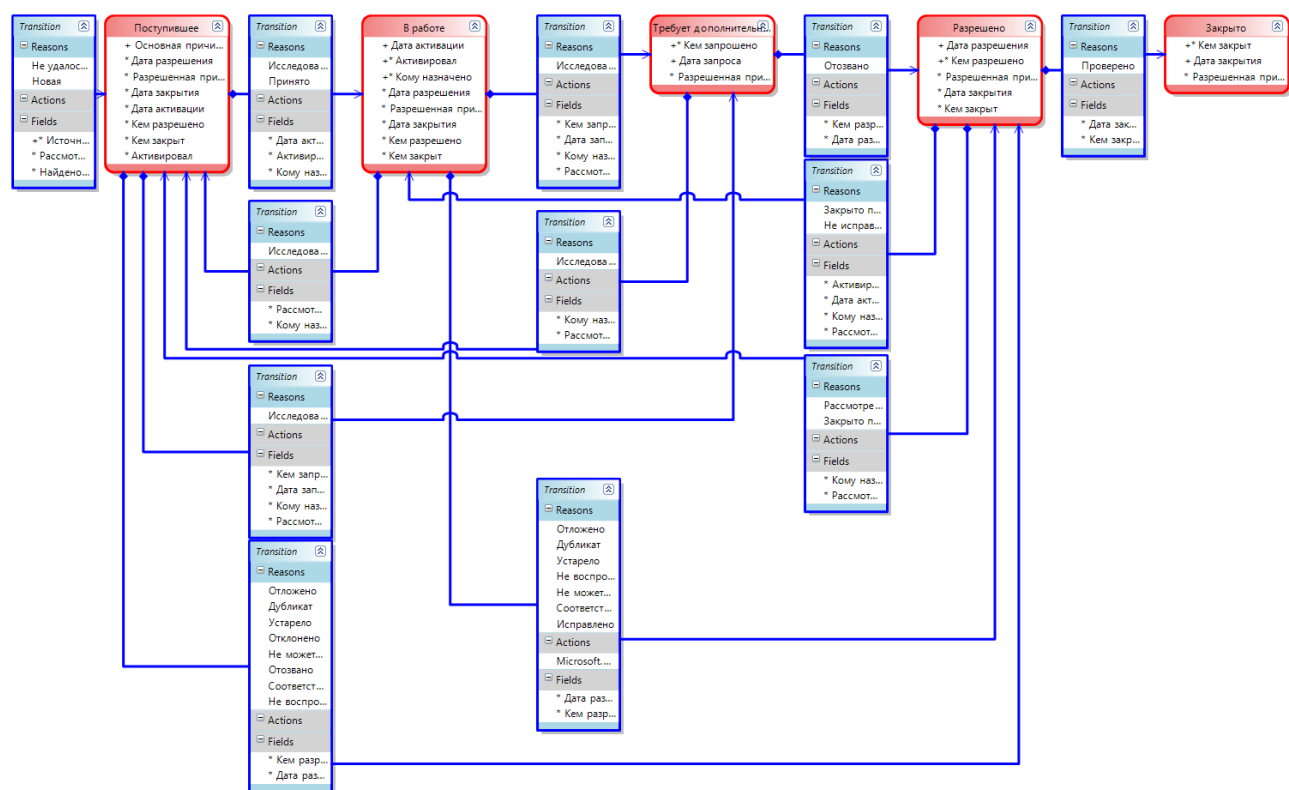 Transition
Reasons
Не удалос...
Новая
Actions
Fields
+* Источн...
* Рассмот...
* Найдено...
Поступившее
+ Основная причи...
* Дата разрешения
* Разрешенная при...
* Дата закрытия
* Дата активации
* Кем разрешено
* Кем закрыт
* Активировал
Transition
Reasons
Исследова...
Принято
Actions
Fields
* Дата акт...
* Активир...
* Кому наз...
В работе
+ Дата активации
+* Активировал
+ Кому назначено
* Дата разрешения
* Разрешенная при...
* Дата закрытия
* Кем разрешено
* Кем закрыт
Transition
Reasons
Исследова...
Actions
Fields
* Кем запр...
* Дата зап...
* Кому наз...
* Рассмот...
Требует дополнительн...
+* Кем запрошено
+ Дата запроса
* Разрешенная при...
Transition
Reasons
Отозвано
Actions
Fields
* Кем разр...
* Дата раз...
Разрешено
+ Дата разрешения
+* Кем разрешено
* Разрешенная при...
* Дата закрытия
* Кем закрыт
Transition
Reasons
Проверено
Actions
Fields
* Дата зак...
* Кем закр...
Закрыто
+* Кем закрыт
+ Дата закрытия
* Разрешенная при...
Transition
Reasons
Исследова...
Actions
Fields
* Рассмот...
* Кому наз...
Transition
Reasons
Исследова...
Actions
Fields
* Кому наз...
* Рассмот...
Transition
Reasons
Закрыто п...
Не исправ...
Actions
Fields
* Активир...
* Дата акт...
* Кому наз...
* Рассмот...
Transition
Reasons
Исследова...
Actions
Fields
* Кем запр...
* Дата зап...
* Кому наз...
* Рассмот...
Transition
Reasons
Рассмотре...
Закрыто п...
Actions
Fields
* Кому наз...
* Рассмот...
Transition
Reasons
Отложено
Дубликат
Устарело
Не воспро...
Не может...
Соответст...
Исправлено
Actions
Microsoft....
Fields
* Дата раз...
* Кем разр...
Transition
Reasons
Отложено
Дубликат
Устарело
Отклонено
Не может...
Отозвано
Соответст...
Не воспро...
Actions
Fields
* Кем разр...
* Дата раз...